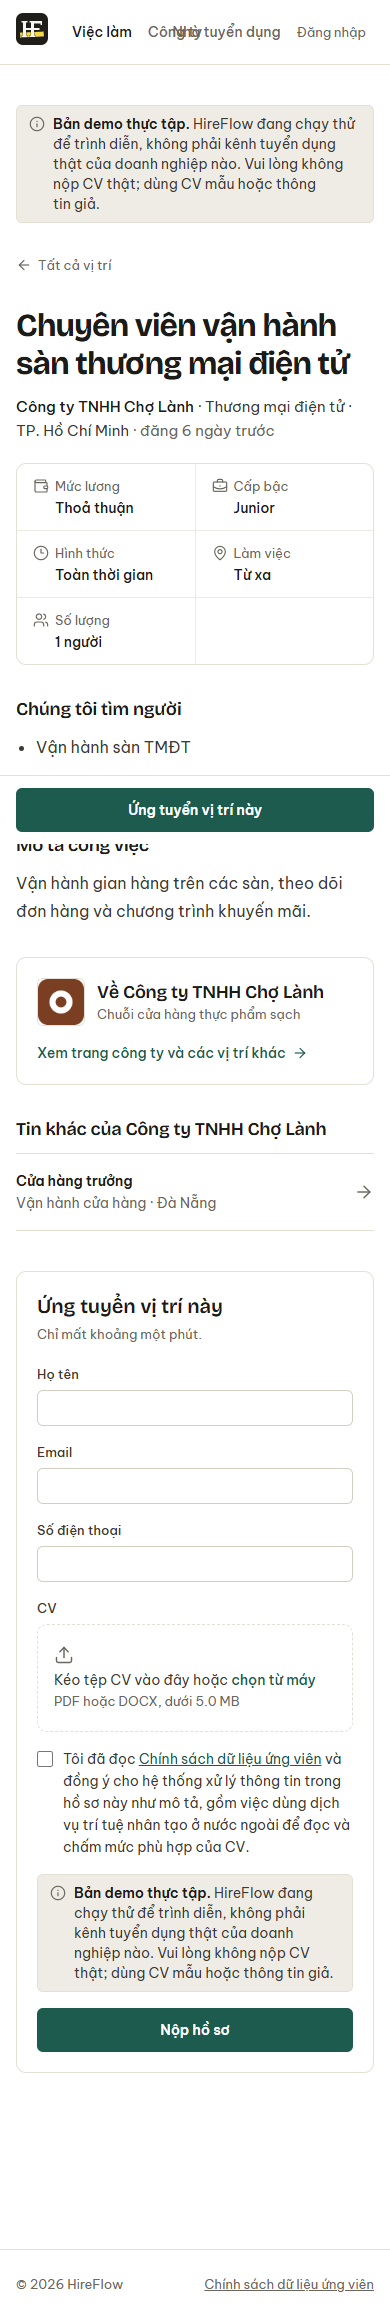 HF
Việc làm
Công ty
Nhà tuyển dụng
Đăng nhập
Bản demo thực tập. HireFlow đang chạy thử
để trình diễn, không phải kênh tuyển dụng
thật của doanh nghiệp nào. Vui lòng không
nộp CV thật; dùng CV mẫu hoặc thông
tin giả.
← Tất cả vị trí
Chuyên viên vận hành
sàn thương mại điện tử
Công ty TNHH Chợ Lành · Thương mại điện tử ·
TP. Hồ Chí Minh · đăng 6 ngày trước
Mức lương
Thoả thuận
Cấp bậc
Junior
Hình thức
Toàn thời gian
Làm việc
Từ xa
Số lượng
1 người
Chúng tôi tìm người
• Vận hành sàn TMĐT
Ứng tuyển vị trí này
Mô tả công việc
Vận hành gian hàng trên các sàn, theo dõi
đơn hàng và chương trình khuyến mãi.
Về Công ty TNHH Chợ Lành
Chuỗi cửa hàng thực phẩm sạch
Xem trang công ty và các vị trí khác →
Tin khác của Công ty TNHH Chợ Lành
Cửa hàng trưởng
Vận hành cửa hàng · Đà Nẵng
Ứng tuyển vị trí này
Chỉ mất khoảng một phút.
Họ tên
Email
Số điện thoại
CV
Kéo tệp CV vào đây hoặc chọn từ máy
PDF hoặc DOCX, dưới 5.0 MB
Tôi đã đọc Chính sách dữ liệu ứng viên và
đồng ý cho hệ thống xử lý thông tin trong
hồ sơ này như mô tả, gồm việc dùng dịch
vụ trí tuệ nhân tạo ở nước ngoài để đọc và
chấm mức phù hợp của CV.
Bản demo thực tập. HireFlow đang
chạy thử để trình diễn, không phải
kênh tuyển dụng thật của doanh
nghiệp nào. Vui lòng không nộp CV
thật; dùng CV mẫu hoặc thông tin giả.
Nộp hồ sơ
© 2026 HireFlow
Chính sách dữ liệu ứng viên